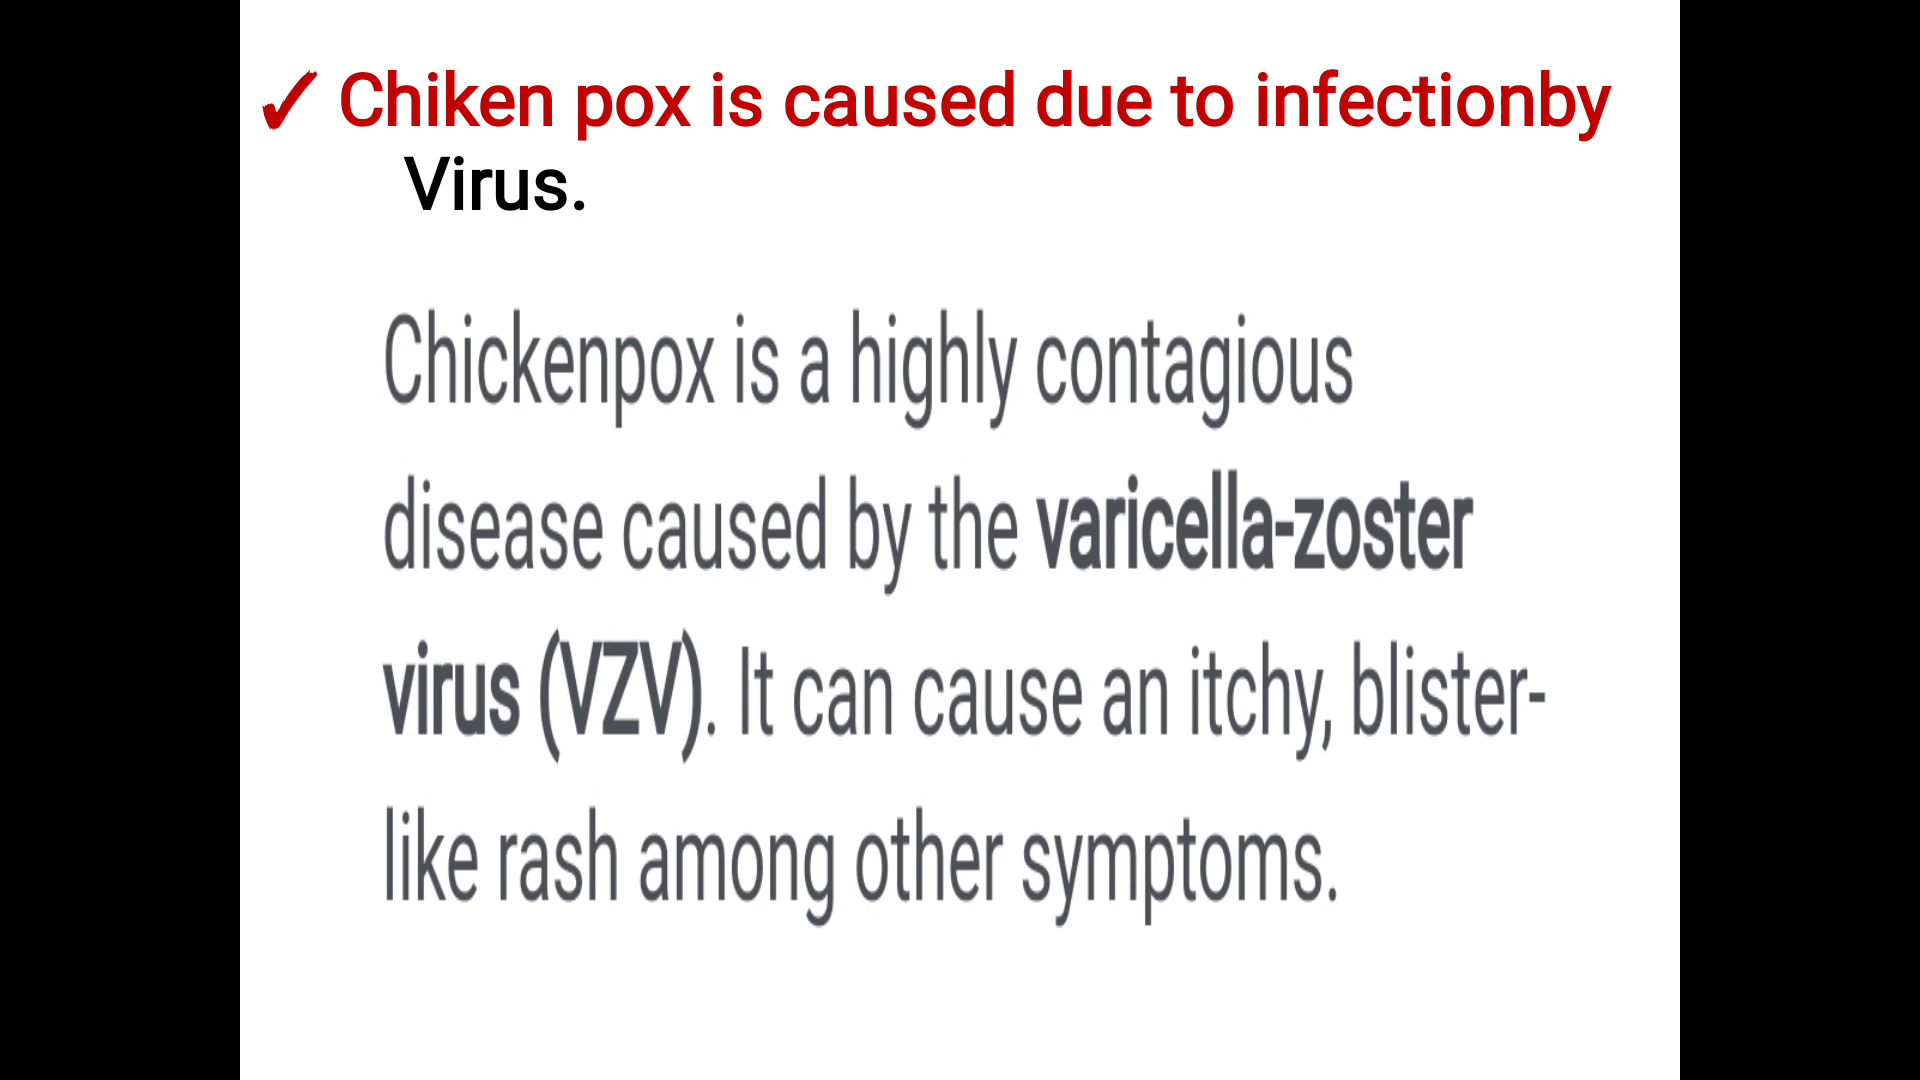 ✓ Chiken pox is caused due to infectionby
Virus.
Chickenpox is a highly contagious
disease caused by the varicella-zoster
virus (VZV). It can cause an itchy, blister-
like rash among other symptoms.